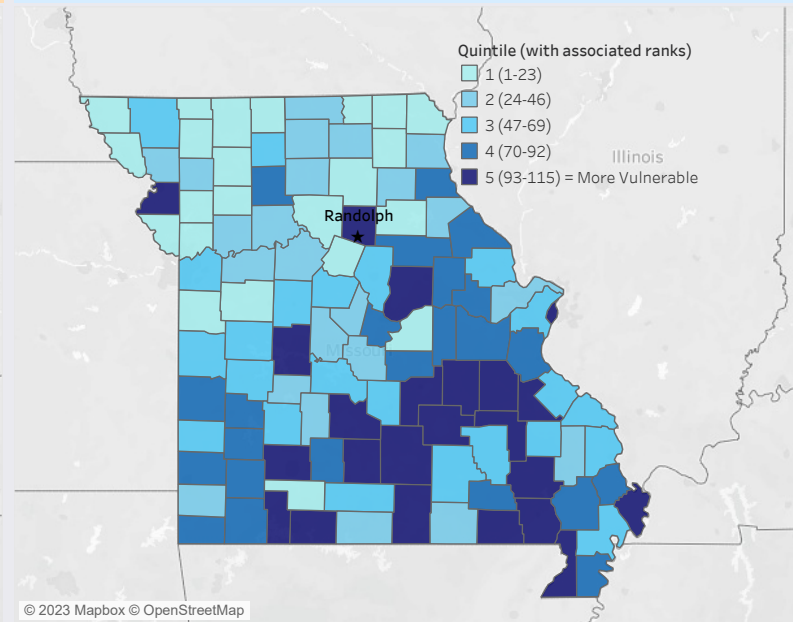 Quintile (with associated ranks)
1 (1-23)
2 (24-46)
3 (47-69)
4 (70-92)
5 (93-115) = More Vulnerable
Illinois
Randolph
Missouri
© 2023 Mapbox © OpenStreetMap